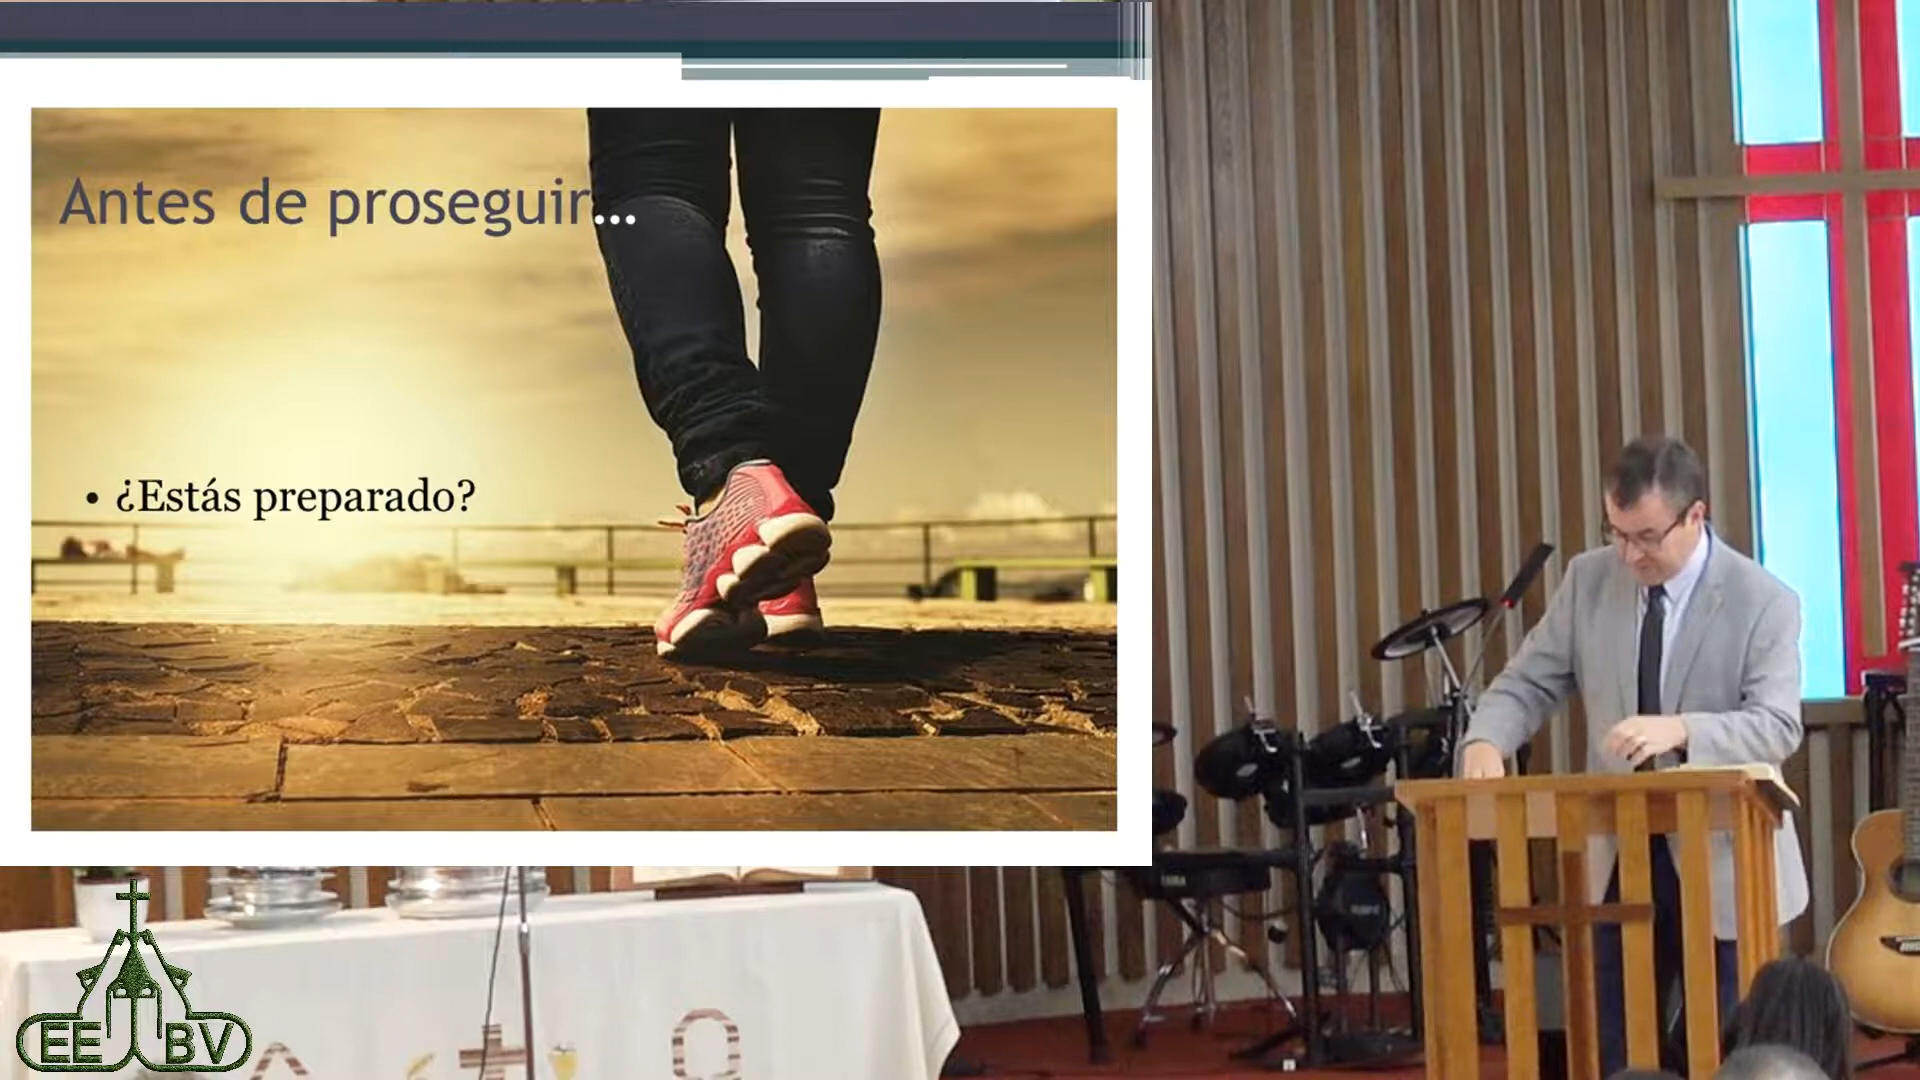 Antes de proseguir...
• ¿Estás preparado?
EE BV